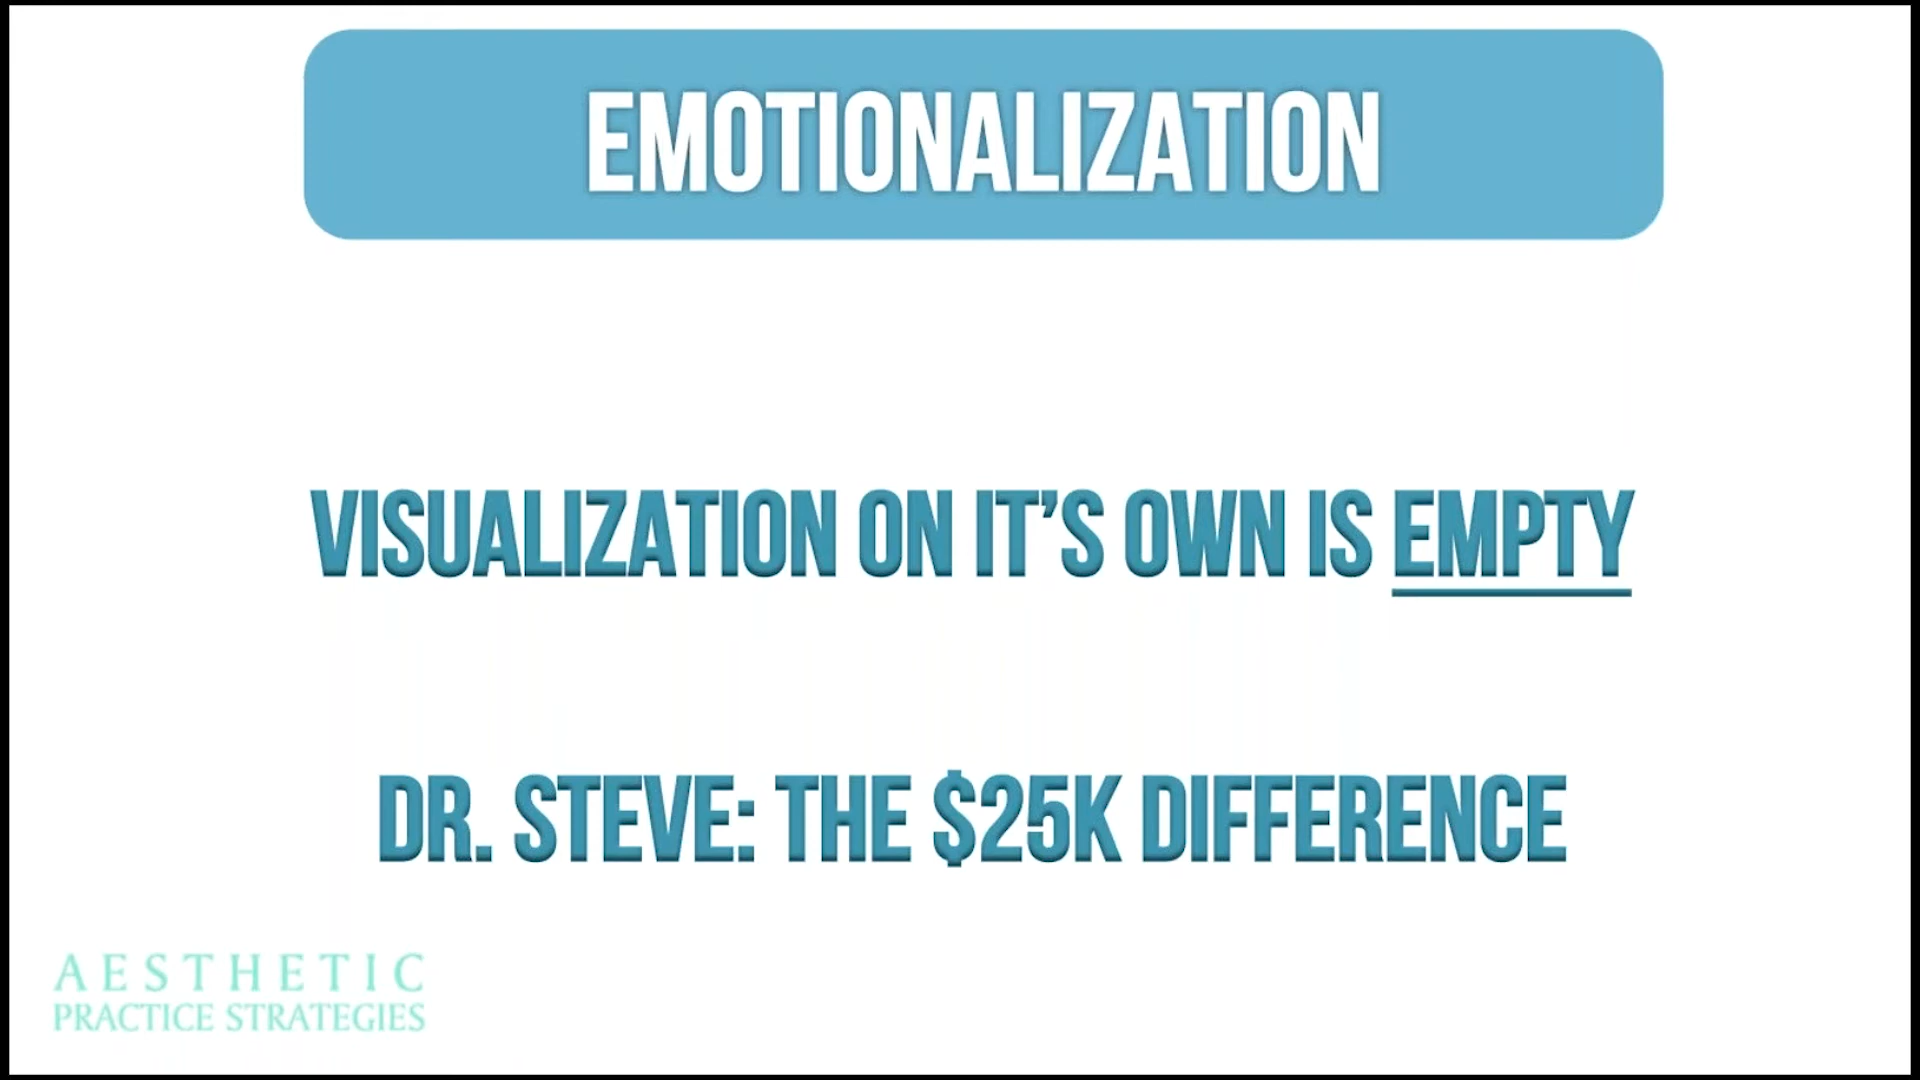 EMOTIONALIZATION
VISUALIZATION ON IT’S OWN IS EMPTY
DR. STEVE: THE $25K DIFFERENCE
AESTHETIC
PRACTICE STRATEGIES